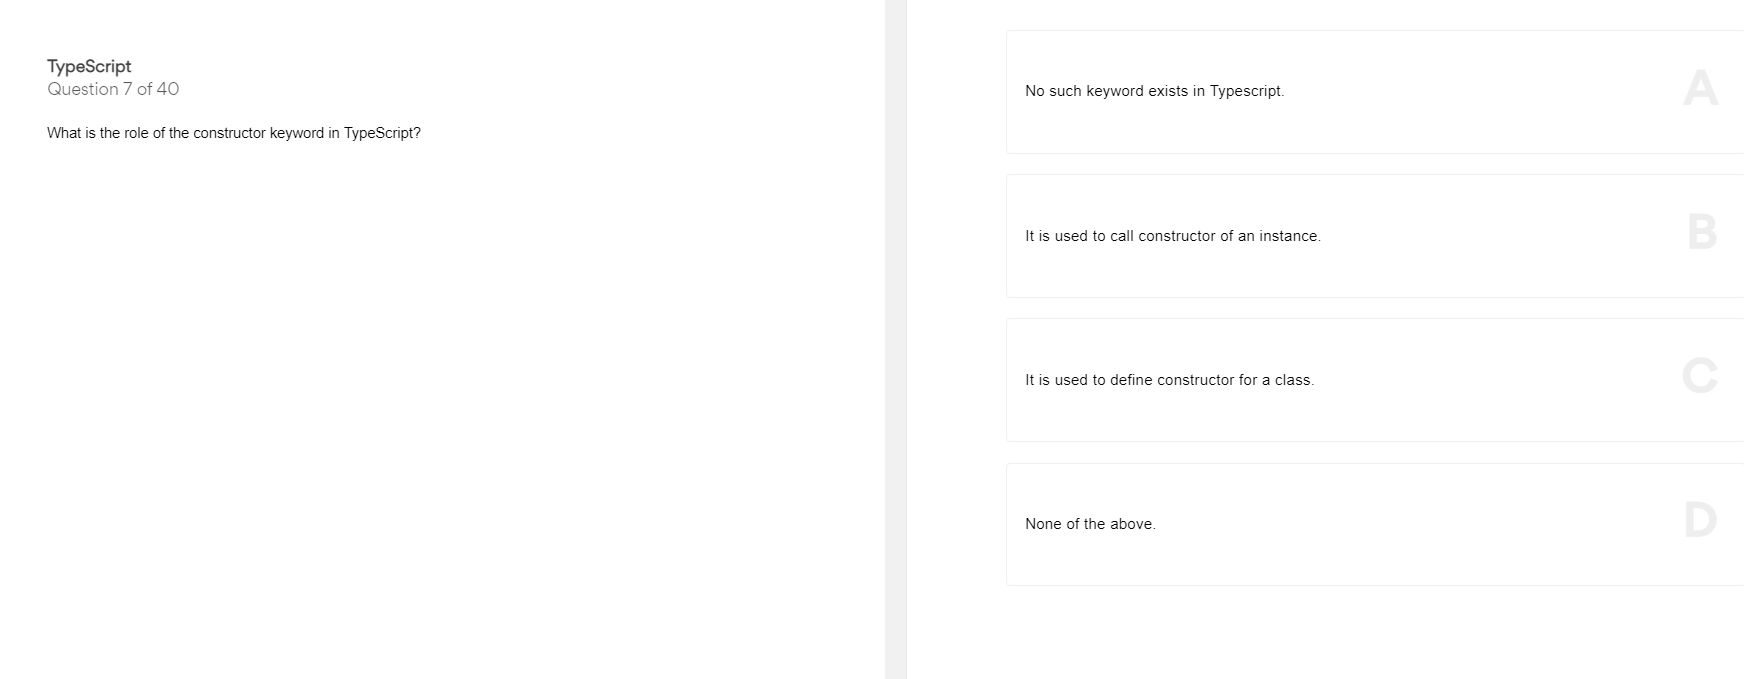 TypeScript
Question 7 of 40
What is the role of the constructor keyword in TypeScript?
No such keyword exists in Typescript.
A
It is used to call constructor of an instance.
B
It is used to define constructor for a class.
C
None of the above.
D